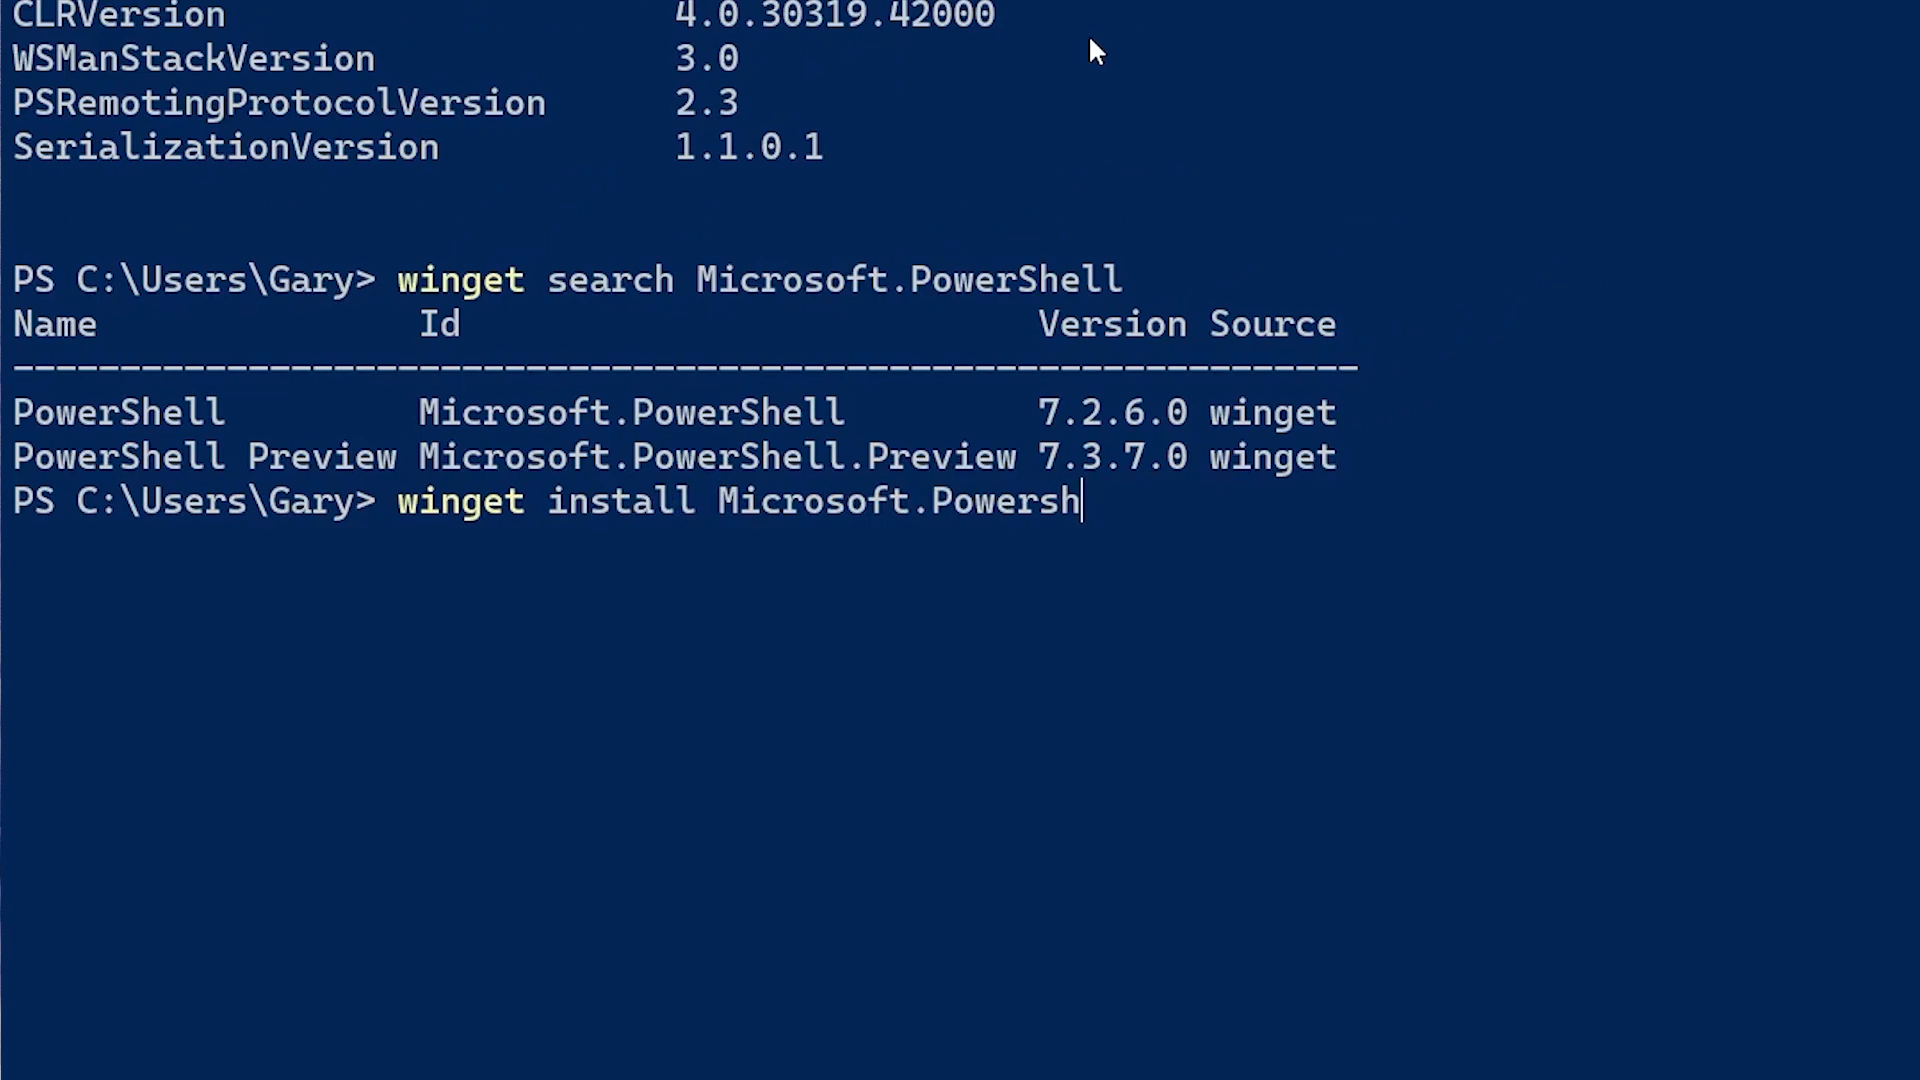 CLRVersion 4.0.30319.42000
WSManStackVersion 3.0
PSRemotingProtocolVersion 2.3
SerializationVersion 1.1.0.1
PS C:\Users\Gary> winget search Microsoft.PowerShell
Name Id Version Source
--------------------------------------------------------------
PowerShell Microsoft.PowerShell 7.2.6.0 winget
PowerShell Preview Microsoft.PowerShell.Preview 7.3.7.0 winget
PS C:\Users\Gary> winget install Microsoft.Powersh